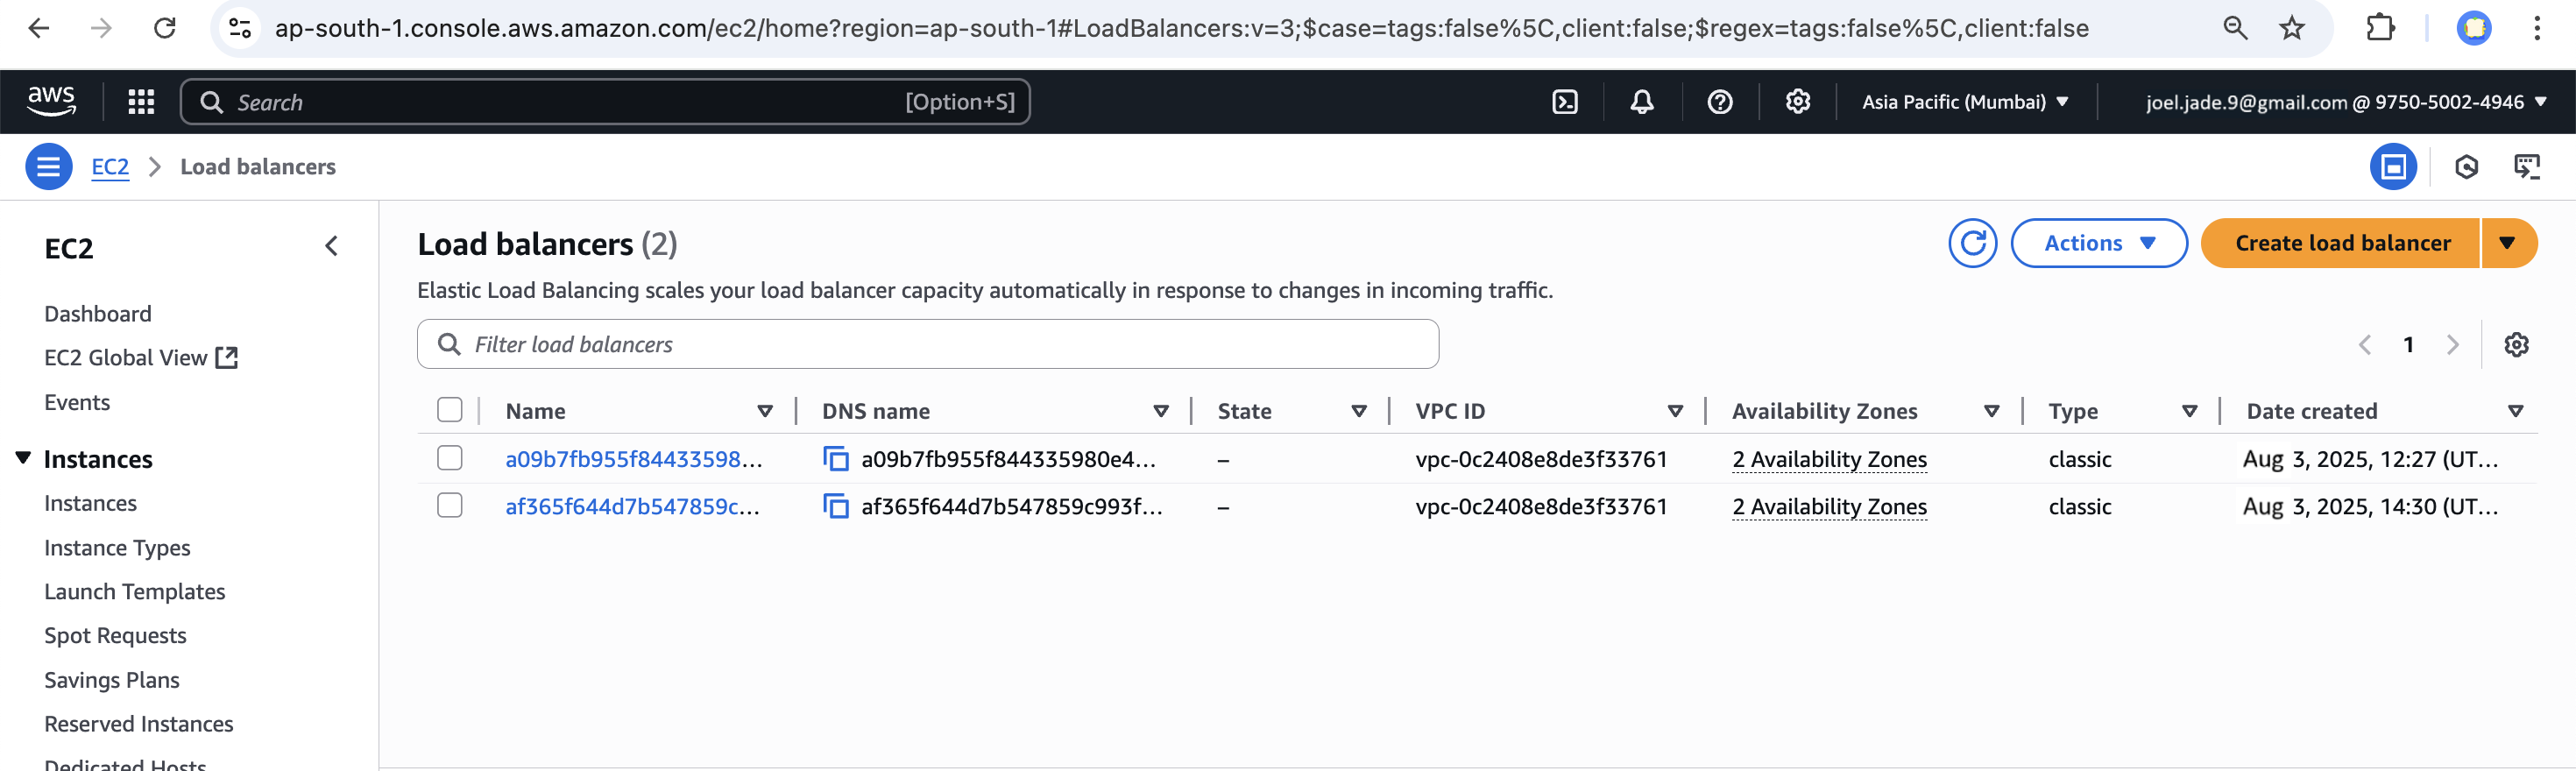 ap-south-1.console.aws.amazon.com/ec2/home?region=ap-south-1#LoadBalancers:v=3;$case=tags:false%5C,client:false;$regex=tags:false%5C,client:false
aws Search [Option+S] Asia Pacific (Mumbai) joel.jade.9@gmail.com @ 9750-5002-4946
EC2 Load balancers
EC2
Dashboard
EC2 Global View
Events
Instances
Instances
Instance Types
Launch Templates
Spot Requests
Savings Plans
Reserved Instances
Dedicated Hosts
Load balancers (2)
Actions
Create load balancer
Elastic Load Balancing scales your load balancer capacity automatically in response to changes in incoming traffic.
Filter load balancers
1
Name DNS name State VPC ID Availability Zones Type Date created
a09b7fb955f84433598... a09b7fb955f844335980e4... – vpc-0c2408e8de3f33761 2 Availability Zones classic Aug 3, 2025, 12:27 (UT...
af365f644d7b547859c... af365f644d7b547859c993f... – vpc-0c2408e8de3f33761 2 Availability Zones classic Aug 3, 2025, 14:30 (UT...